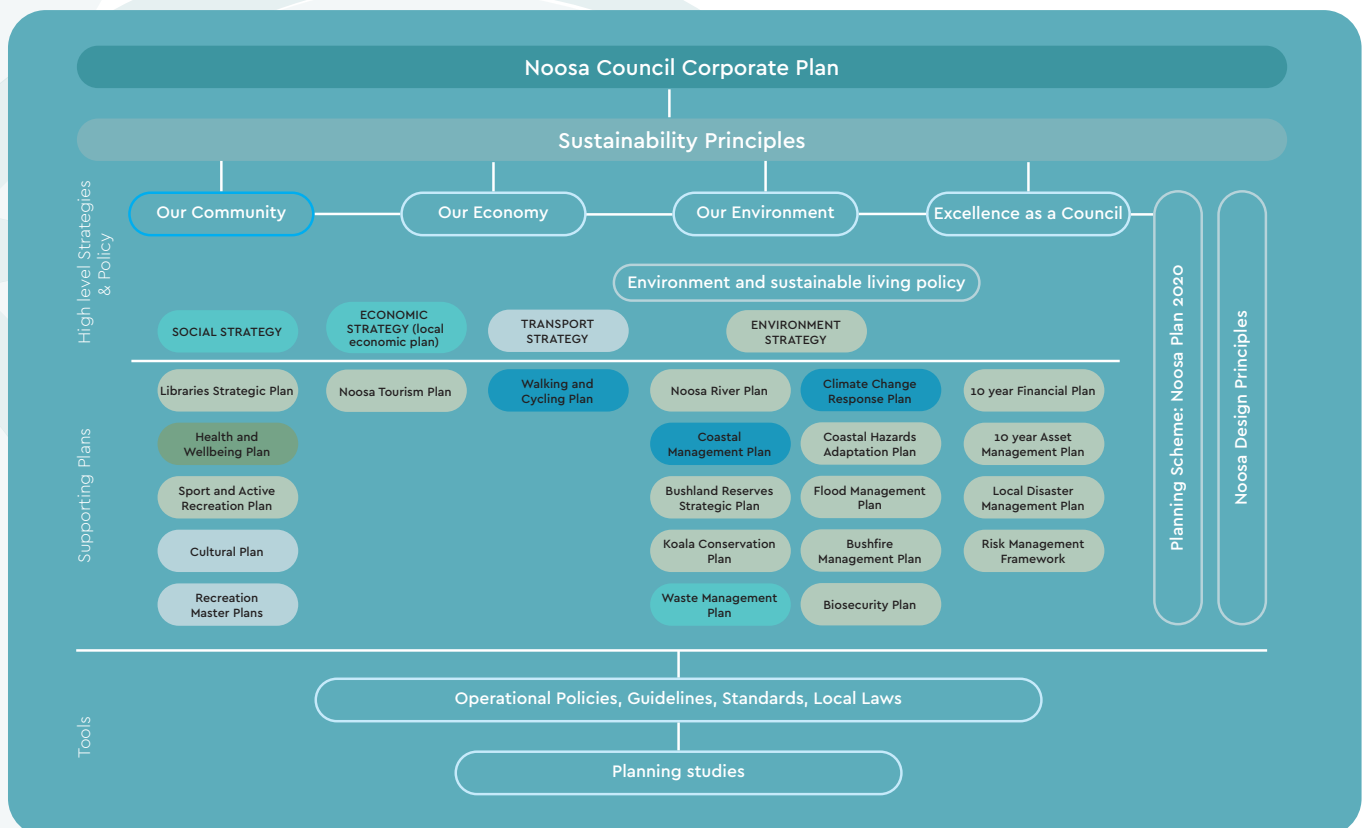 Noosa Council Corporate Plan
Sustainability Principles
High level Strategies
& Policy
Our Community
Our Economy
Our Environment
Excellence as a Council
Environment and sustainable living policy
SOCIAL STRATEGY
ECONOMIC
STRATEGY (local
economic plan)
TRANSPORT
STRATEGY
ENVIRONMENT
STRATEGY
Supporting Plans
Libraries Strategic Plan
Health and
Wellbeing Plan
Sport and Active
Recreation Plan
Cultural Plan
Recreation
Master Plans
Noosa Tourism Plan
Walking and
Cycling Plan
Noosa River Plan
Coastal
Management Plan
Bushland Reserves
Strategic Plan
Koala Conservation
Plan
Waste Management
Plan
Climate Change
Response Plan
Coastal Hazards
Adaptation Plan
Flood Management
Plan
Bushfire
Management Plan
Biosecurity Plan
10 year Financial Plan
10 year Asset
Management Plan
Local Disaster
Management Plan
Risk Management
Framework
Planning Scheme: Noosa Plan 2020
Noosa Design Principles
Tools
Operational Policies, Guidelines, Standards, Local Laws
Planning studies